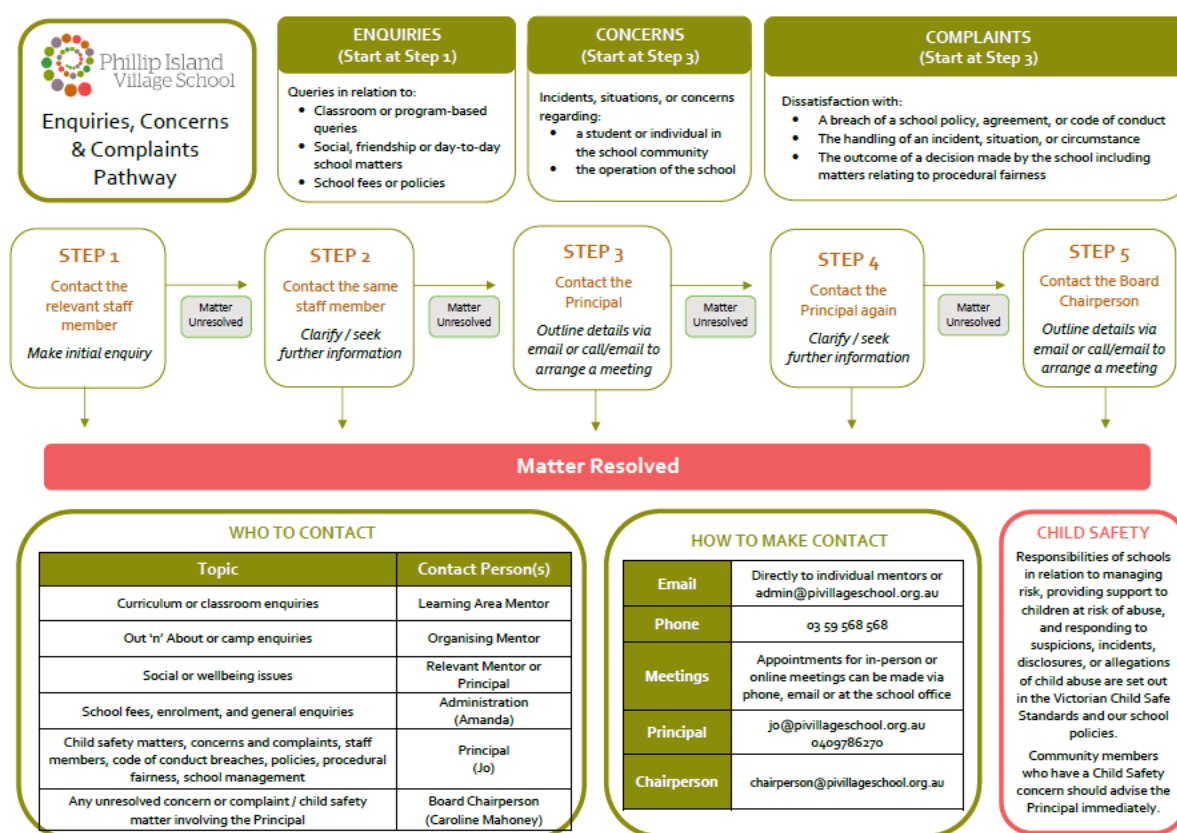 Phillip Island
Village School
Enquiries, Concerns
& Complaints
Pathway
ENQUIRIES
(Start at Step 1)
Queries in relation to:
• Classroom or program-based
queries
• Social, friendship or day-to-day
school matters
• School fees or policies
CONCERNS
(Start at Step 3)
Incidents, situations, or concerns
regarding:
• a student or individual in
the school community
• the operation of the school
COMPLAINTS
(Start at Step 3)
Dissatisfaction with:
• A breach of a school policy, agreement, or code of conduct
• The handling of an incident, situation, or circumstance
• The outcome of a decision made by the school including
matters relating to procedural fairness
STEP 1
Contact the
relevant staff
member
Make initial enquiry
Matter
Unresolved
STEP 2
Contact the same
staff member
Clarify / seek
further information
Matter
Unresolved
STEP 3
Contact the
Principal
Outline details via
email or call/email to
arrange a meeting
Matter
Unresolved
STEP 4
Contact the
Principal again
Clarify / seek
further information
Matter
Unresolved
STEP 5
Contact the Board
Chairperson
Outline details via
email or call/email to
arrange a meeting
Matter Resolved
WHO TO CONTACT
Topic
Contact Person(s)
Curriculum or classroom enquiries
Learning Area Mentor
Out 'n' About or camp enquiries
Organising Mentor
Social or wellbeing issues
Relevant Mentor or
Principal
School fees, enrolment, and general enquiries
Administration
(Amanda)
Child safety matters, concerns and complaints, staff
members, code of conduct breaches, policies, procedural
fairness, school management
Principal
(Jo)
Any unresolved concern or complaint / child safety
matter involving the Principal
Board Chairperson
(Caroline Mahoney)
HOW TO MAKE CONTACT
Email
Directly to individual mentors or
admin@pivillageschool.org.au
Phone
03 59 568 568
Meetings
Appointments for in-person or
online meetings can be made via
phone, email or at the school office
Principal
jo@pivillageschool.org.au
0409786270
Chairperson
chairperson@pivillageschool.org.au
CHILD SAFETY
Responsibilities of schools
in relation to managing
risk, providing support to
children at risk of abuse,
and responding to
suspicions, incidents,
disclosures, or allegations
of child abuse are set out
in the Victorian Child Safe
Standards and our school
policies.
Community members
who have a Child Safety
concern should advise the
Principal immediately.